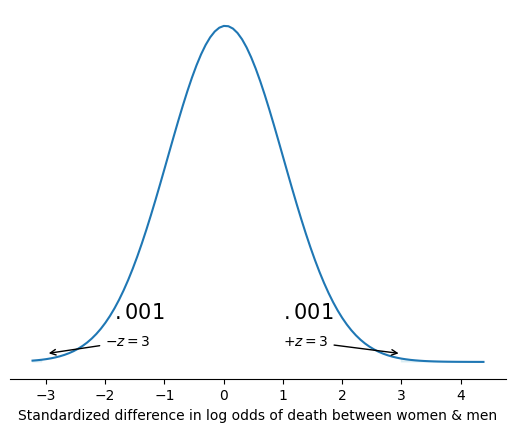 .001 .001
−z = 3 +z = 3
−3 −2 −1 0 1 2 3 4
Standardized difference in log odds of death between women & men